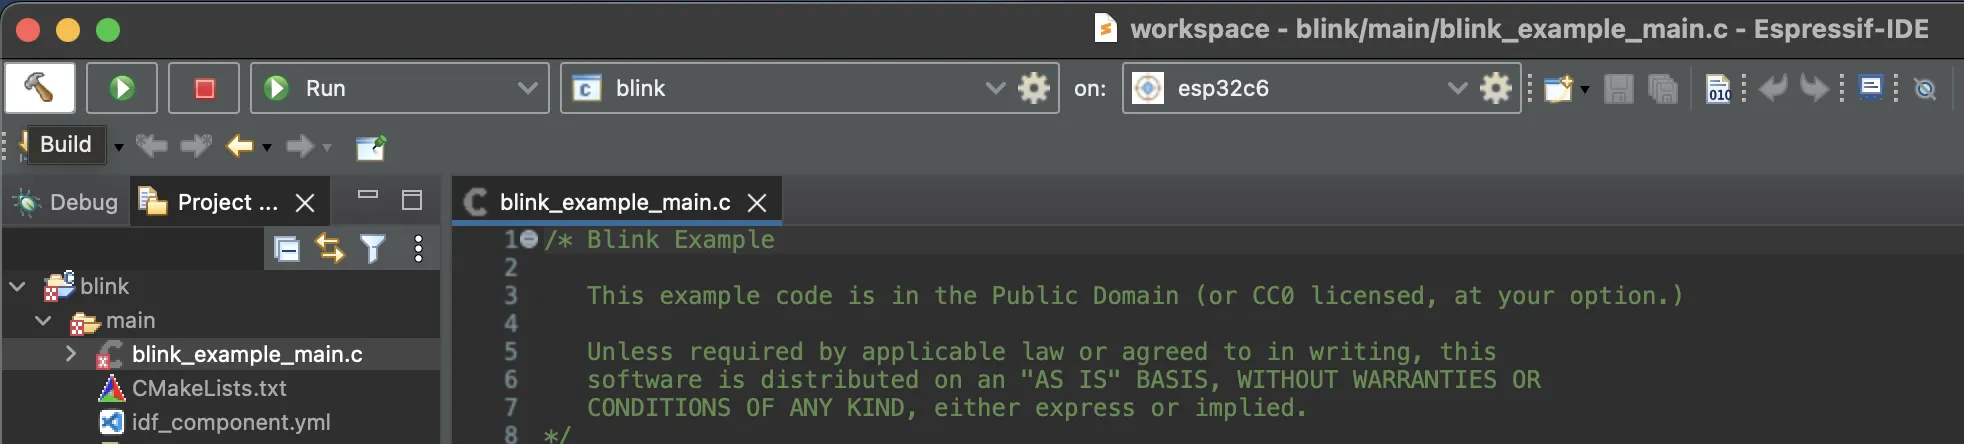 workspace - blink/main/blink_example_main.c - Espressif-IDE
Run
blink
on:
esp32c6
010
Build
Debug
Project ...
blink_example_main.c
blink
main
blink_example_main.c
CMakeLists.txt
idf_component.yml
1 /* Blink Example
2
3 This example code is in the Public Domain (or CC0 licensed, at your option.)
4
5 Unless required by applicable law or agreed to in writing, this
6 software is distributed on an "AS IS" BASIS, WITHOUT WARRANTIES OR
7 CONDITIONS OF ANY KIND, either express or implied.
8 */